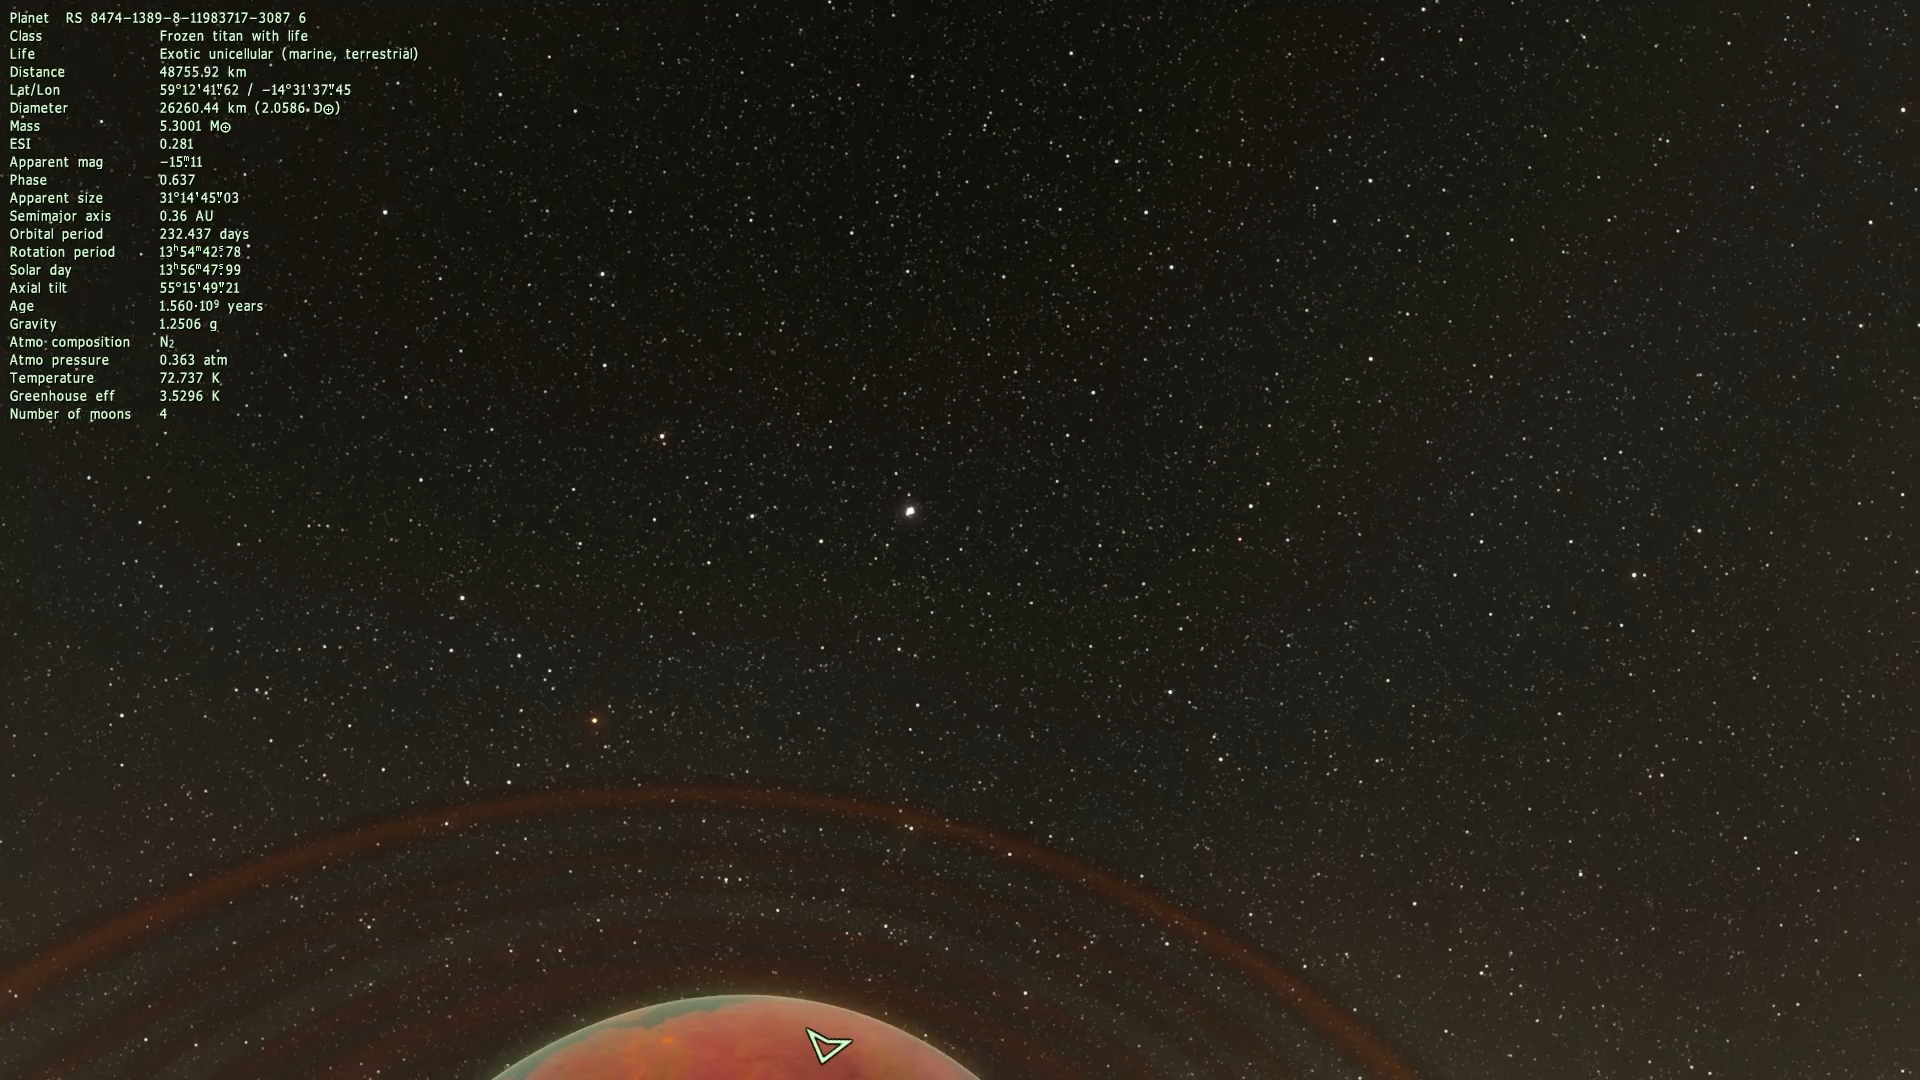 Planet RS 8474-1389-8-11983717-3087 6
Class Frozen titan with life
Life Exotic unicellular (marine, terrestrial)
Distance 48755.92 km
Lat/Lon 59°12'41"62 / -14°31'37"45
Diameter 26260.44 km (2.0586 D⊕)
Mass 5.3001 M⊕
ESI 0.281
Apparent mag -15ᵐ11
Phase 0.637
Apparent size 31°14'45"03
Semimajor axis 0.36 AU
Orbital period 232.437 days
Rotation period 13ʰ54ᵐ42ˢ.78
Solar day 13ʰ56ᵐ47ˢ.99
Axial tilt 55°15'49"21
Age 1.560·10⁹ years
Gravity 1.2506 g
Atmo composition N₂
Atmo pressure 0.363 atm
Temperature 72.737 K
Greenhouse eff 3.5296 K
Number of moons 4